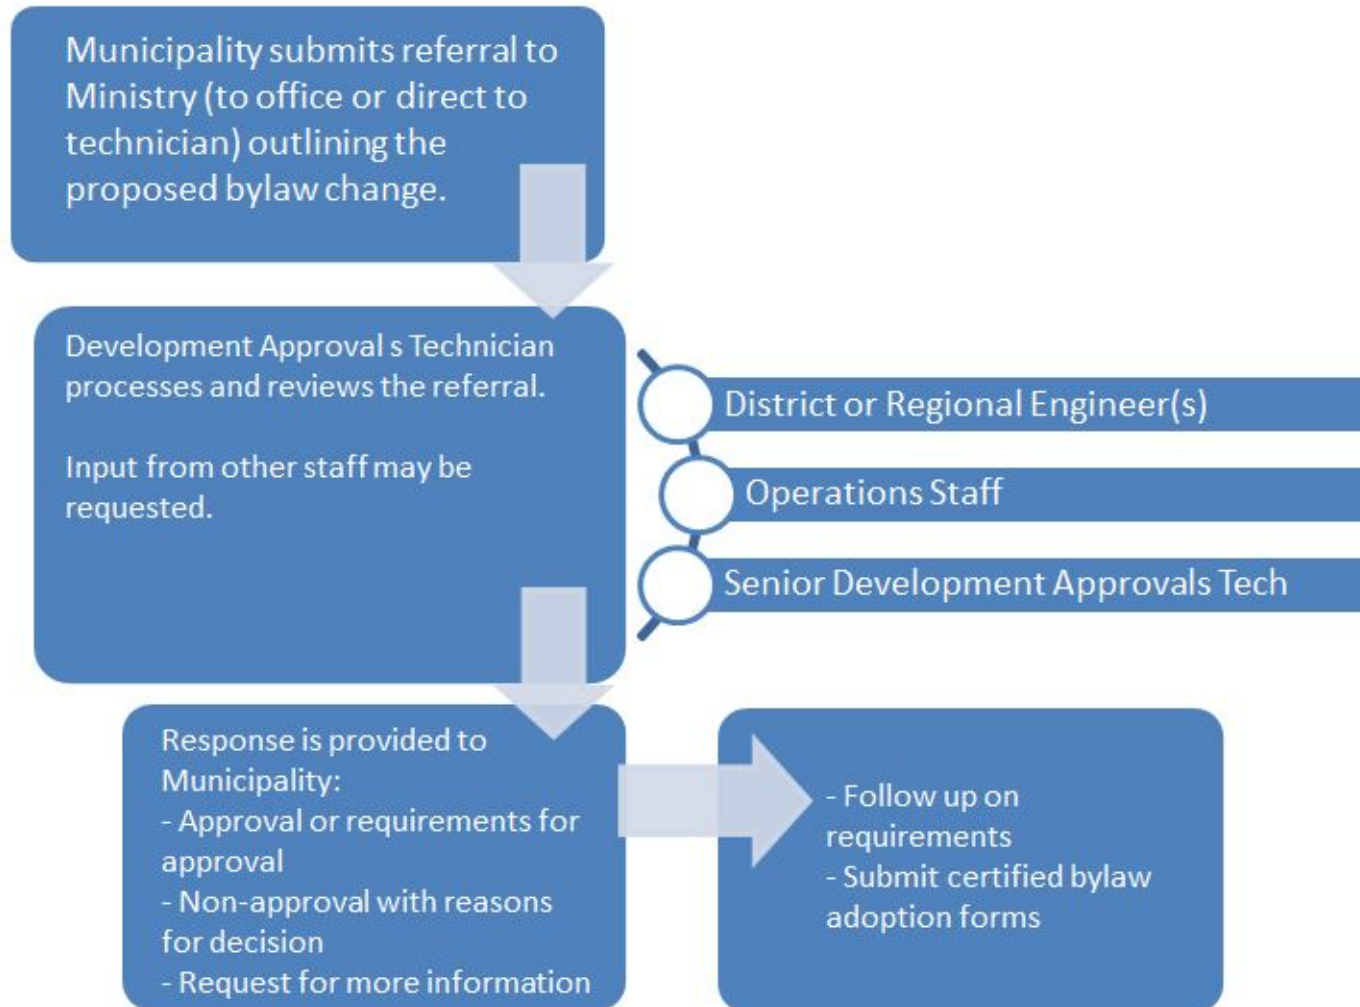 Municipality submits referral to
Ministry (to office or direct to
technician) outlining the
proposed bylaw change.
Development Approval s Technician
processes and reviews the referral.
Input from other staff may be
requested.
District or Regional Engineer(s)
Operations Staff
Senior Development Approvals Tech
Response is provided to
Municipality:
- Approval or requirements for
approval
- Non-approval with reasons
for decision
- Request for more information
- Follow up on
requirements
- Submit certified bylaw
adoption forms